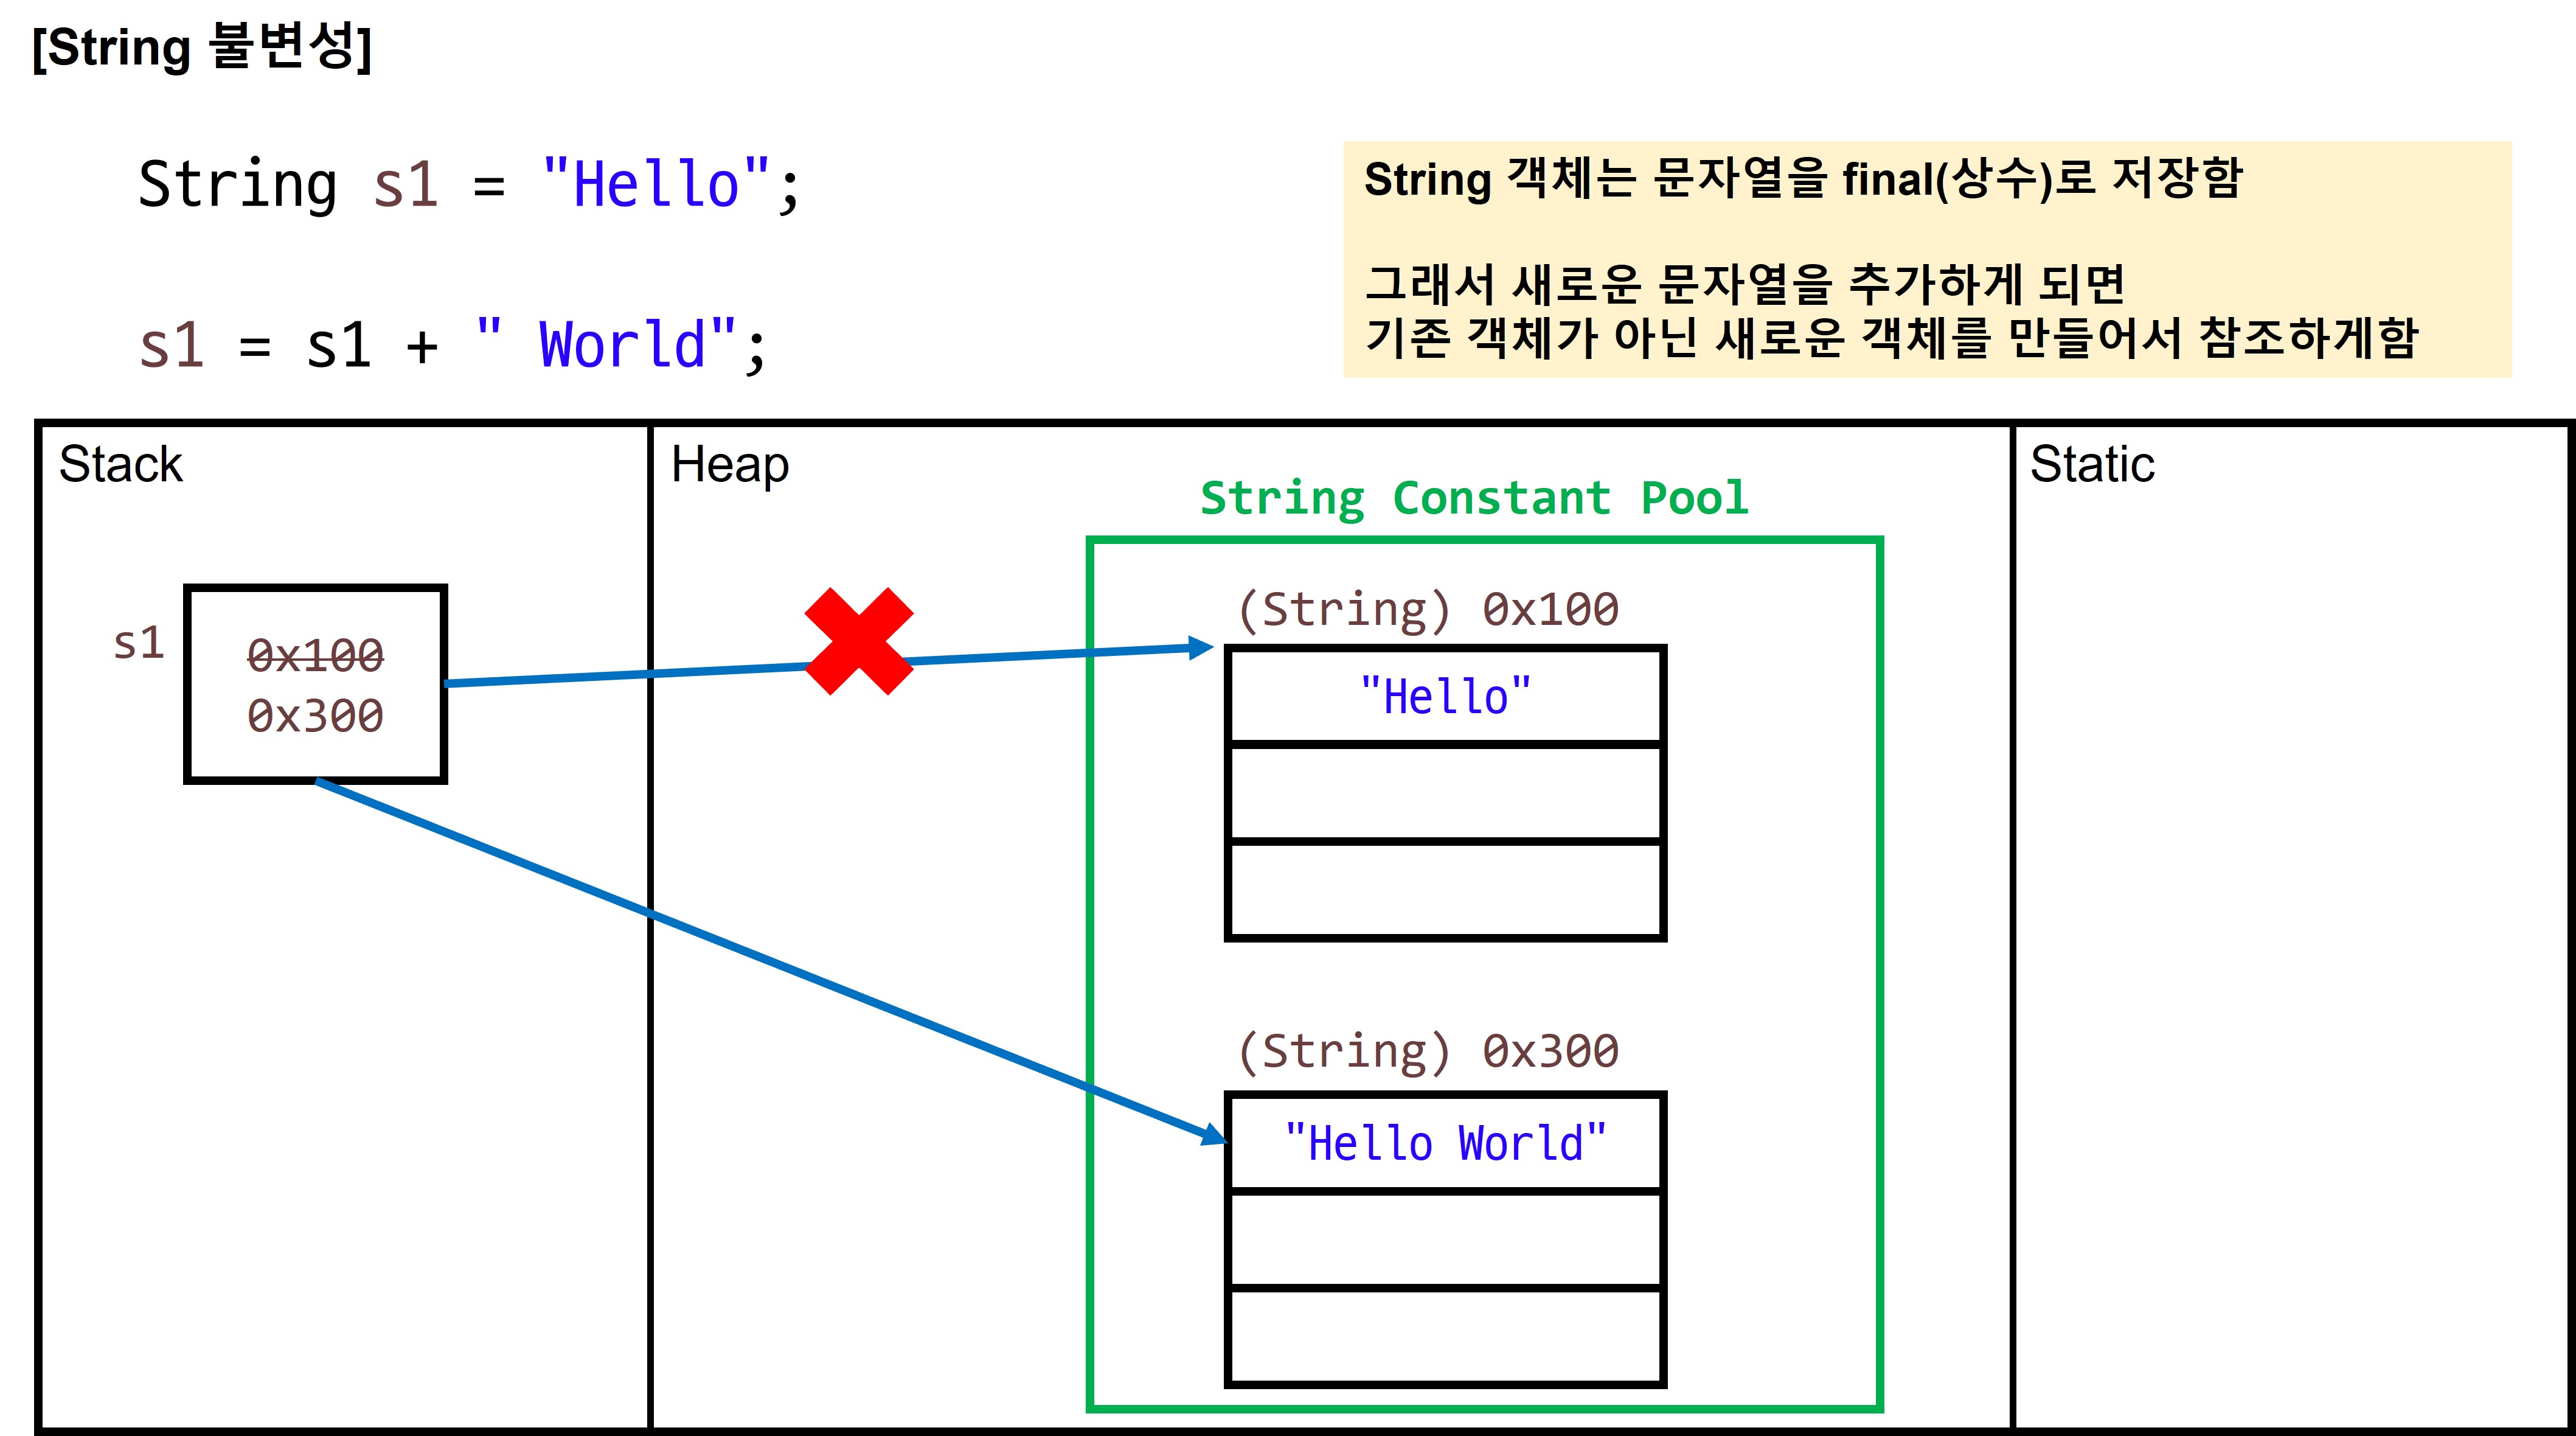 [String 불변성]
String s1 = "Hello";
s1 = s1 + " World";
String 객체는 문자열을 final(상수)로 저장함
그래서 새로운 문자열을 추가하게 되면
기존 객체가 아닌 새로운 객체를 만들어서 참조하게함
Stack
Heap
Static
String Constant Pool
s1
0x100
0x300
(String) 0x100
"Hello"
(String) 0x300
"Hello World"